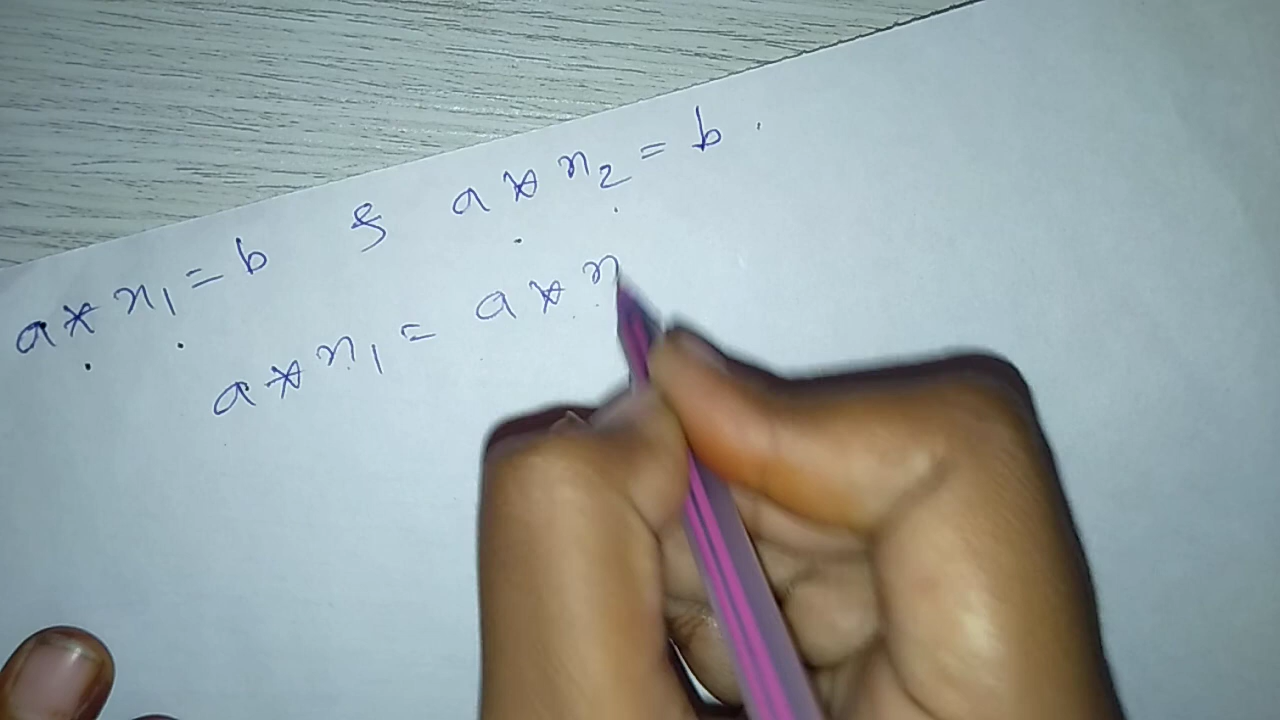 a * x₁ = b & a * x₂ = b.
a * x₁ = a * x